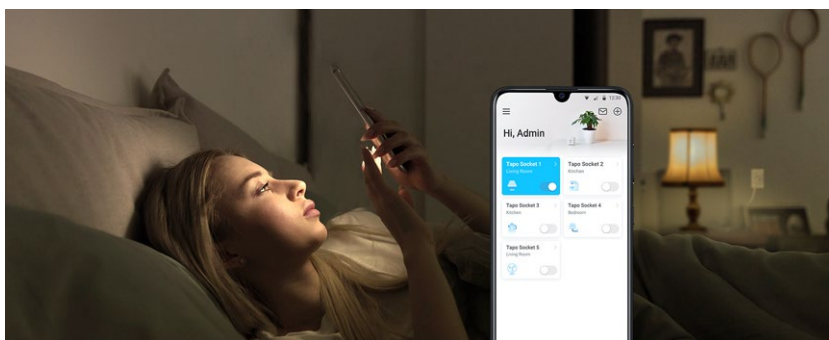 Hi, Admin
Tapo Socket 1
Living Room
Tapo Socket 2
Kitchen
Tapo Socket 3
Kitchen
Tapo Socket 4
Bedroom
Tapo Socket 5
Living Room